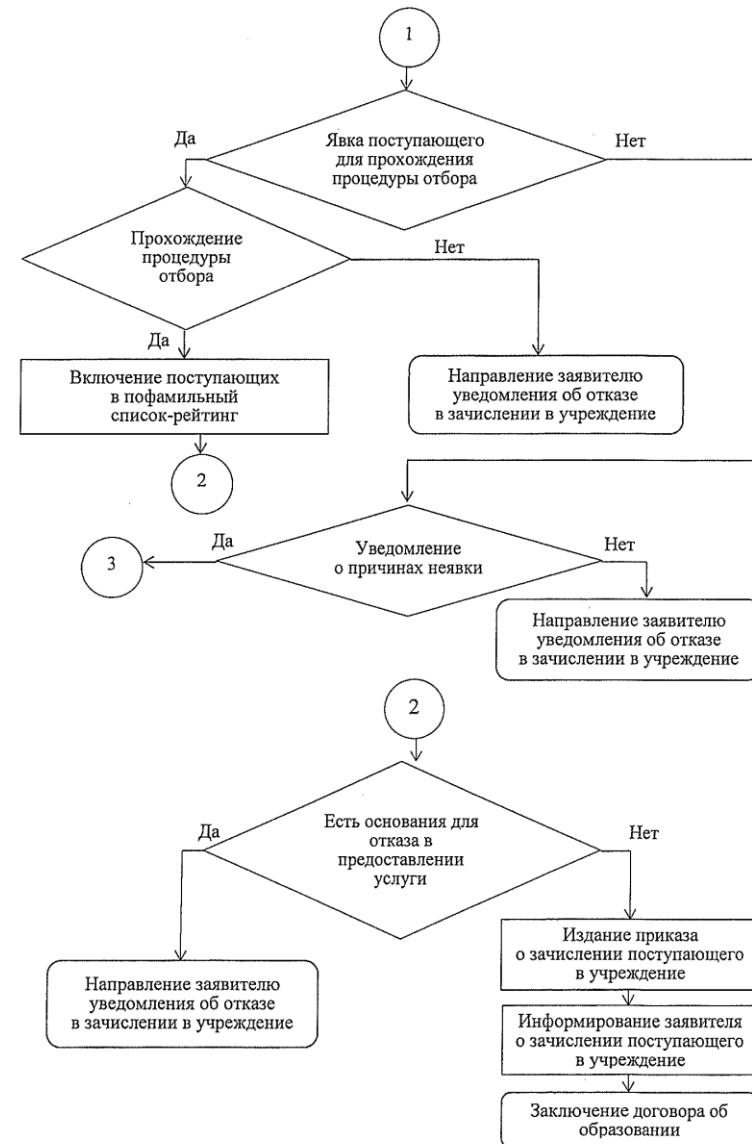 1
Да
Явка поступающего
для прохождения
процедуры отбора
Нет
Прохождение
процедуры
отбора
Нет
Да
Включение поступающих
в пофамильный
список-рейтинг
Направление заявителю
уведомления об отказе
в зачислении в учреждение
2
Да
Уведомление
о причинах неявки
Нет
3
Направление заявителю
уведомления об отказе
в зачислении в учреждение
2
Да
Есть основания для
отказа в
предоставлении
услуги
Нет
Издание приказа
о зачислении поступающего
в учреждение
Направление заявителю
уведомления об отказе
в зачислении в учреждение
Информирование заявителя
о зачислении поступающего
в учреждение
Заключение договора об
образовании